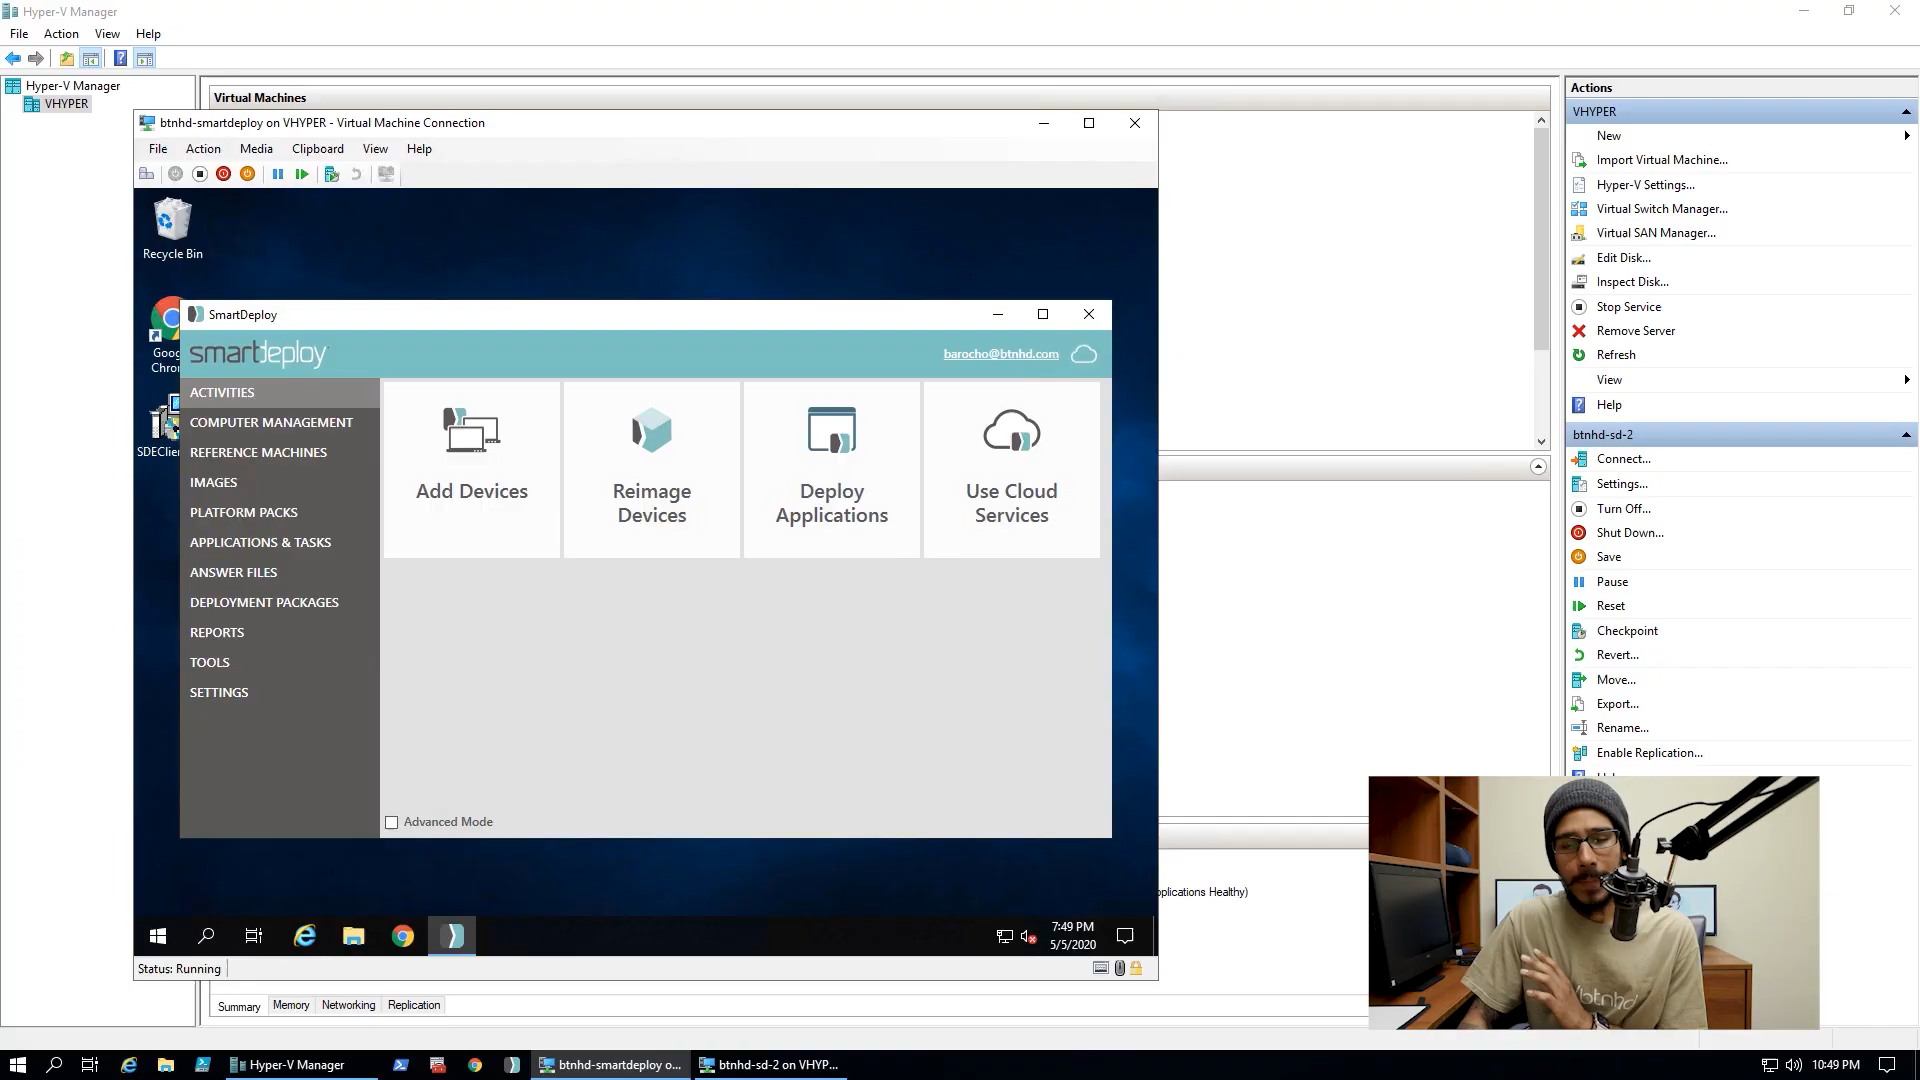 Hyper-V Manager
File Action View Help
Hyper-V Manager
VHYPER
Virtual Machines
btnhd-smartdeploy on VHYPER - Virtual Machine Connection
File Action Media Clipboard View Help
Recycle Bin
Goog
Chron
SDEClien
SmartDeploy
smartdeploy
barocho@btnhd.com
ACTIVITIES
COMPUTER MANAGEMENT
REFERENCE MACHINES
IMAGES
PLATFORM PACKS
APPLICATIONS & TASKS
ANSWER FILES
DEPLOYMENT PACKAGES
REPORTS
TOOLS
SETTINGS
Add Devices
Reimage
Devices
Deploy
Applications
Use Cloud
Services
Advanced Mode
7:49 PM
5/5/2020
Status: Running
pplications Healthy)
Summary Memory Networking Replication
Actions
VHYPER
New
Import Virtual Machine...
Hyper-V Settings...
Virtual Switch Manager...
Virtual SAN Manager...
Edit Disk...
Inspect Disk...
Stop Service
Remove Server
Refresh
View
Help
btnhd-sd-2
Connect...
Settings...
Turn Off...
Shut Down...
Save
Pause
Reset
Checkpoint
Revert...
Move...
Export...
Rename...
Enable Replication...
btnhd
Hyper-V Manager
btnhd-smartdeploy o...
btnhd-sd-2 on VHYP...
10:49 PM